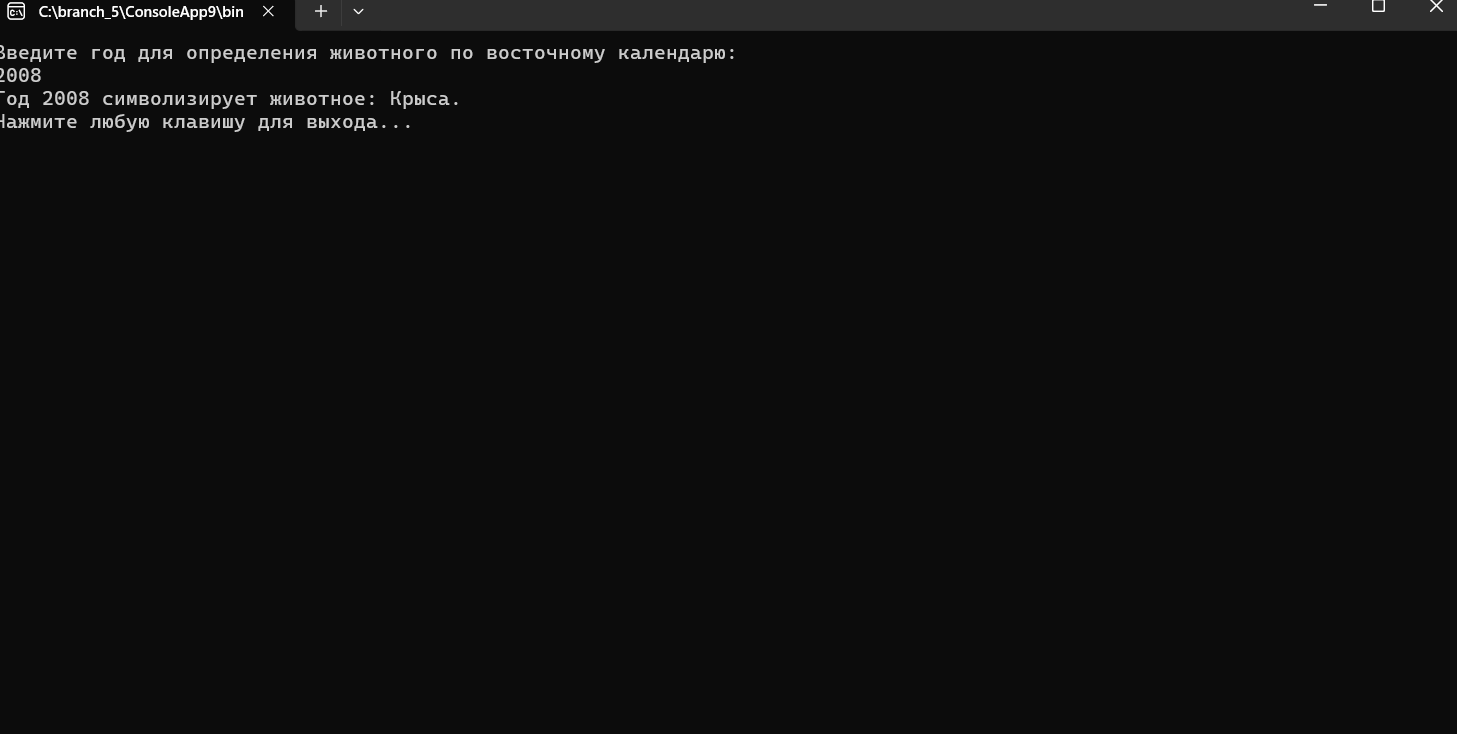 C:\branch_5\ConsoleApp9\bin
Введите год для определения животного по восточному календарю:
2008
Год 2008 символизирует животное: Крыса.
Нажмите любую клавишу для выхода...